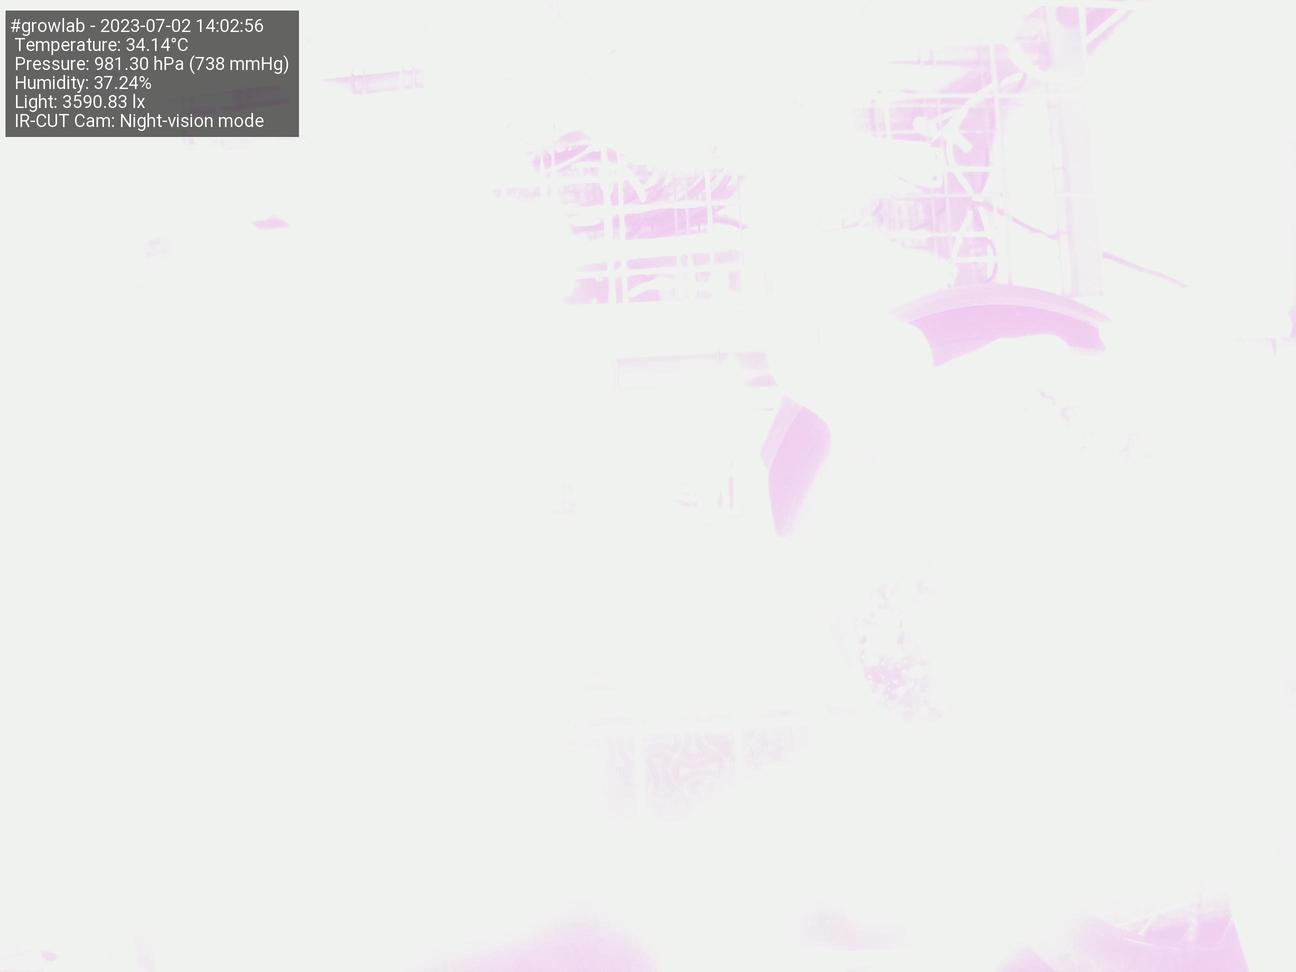 #growlab - 2023-07-02 14:02:56
Temperature: 34.14°C
Pressure: 981.30 hPa (738 mmHg)
Humidity: 37.24%
Light: 3590.83 lx
IR-CUT Cam: Night-vision mode